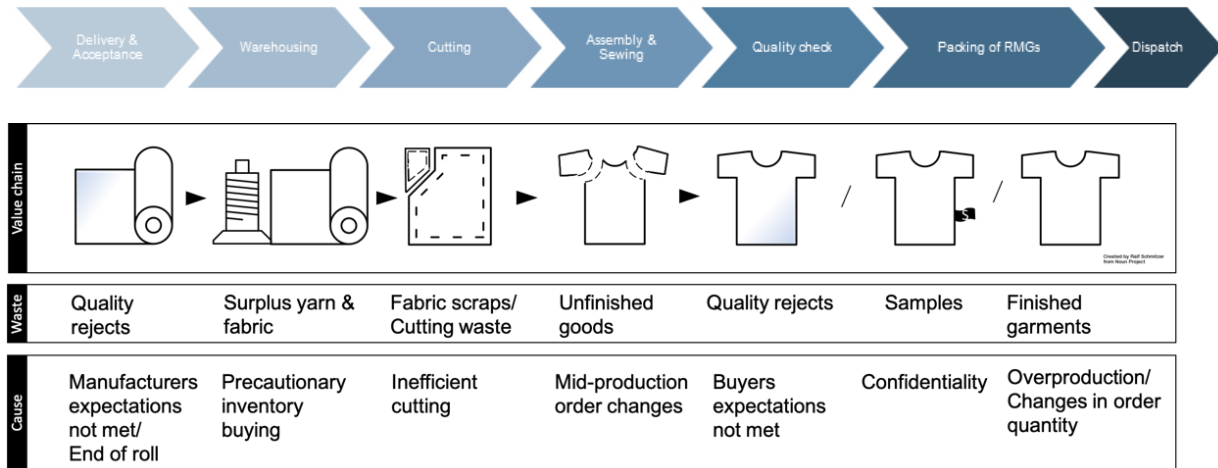 Delivery &
Acceptance
Warehousing
Cutting
Assembly &
Sewing
Quality check
Packing of RMGs
Dispatch
Value chain
S
Created by Ralf Schmitzer
from Noun Project
Waste
Quality
rejects
Surplus yarn &
fabric
Fabric scraps/
Cutting waste
Unfinished
goods
Quality rejects
Samples
Finished
garments
Cause
Manufacturers
expectations
not met/
End of roll
Precautionary
inventory
buying
Inefficient
cutting
Mid-production
order changes
Buyers
expectations
not met
Confidentiality
Overproduction/
Changes in order
quantity